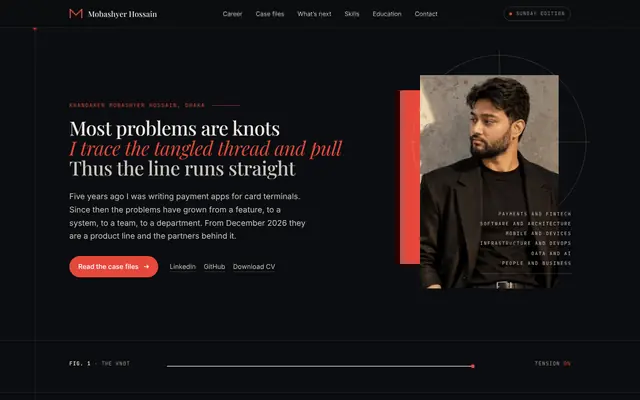 Mobashyer Hossain
Career
Case files
What's next
Skills
Education
Contact
SUNDAY EDITION
KHANDAKER MOBASHYER HOSSAIN, DHAKA
Most problems are knots
I trace the tangled thread and pull
Thus the line runs straight
Five years ago I was writing payment apps for card terminals.
Since then the problems have grown from a feature, to a
system, to a team, to a department. From December 2026 they
are a product line and the partners behind it.
Read the case files →
LinkedIn
GitHub
Download CV
PAYMENTS AND FINTECH
SOFTWARE AND ARCHITECTURE
MOBILE AND DEVICES
INFRASTRUCTURE AND DEVOPS
DATA AND AI
PEOPLE AND BUSINESS
FIG. 1 · THE KNOT
TENSION 0%